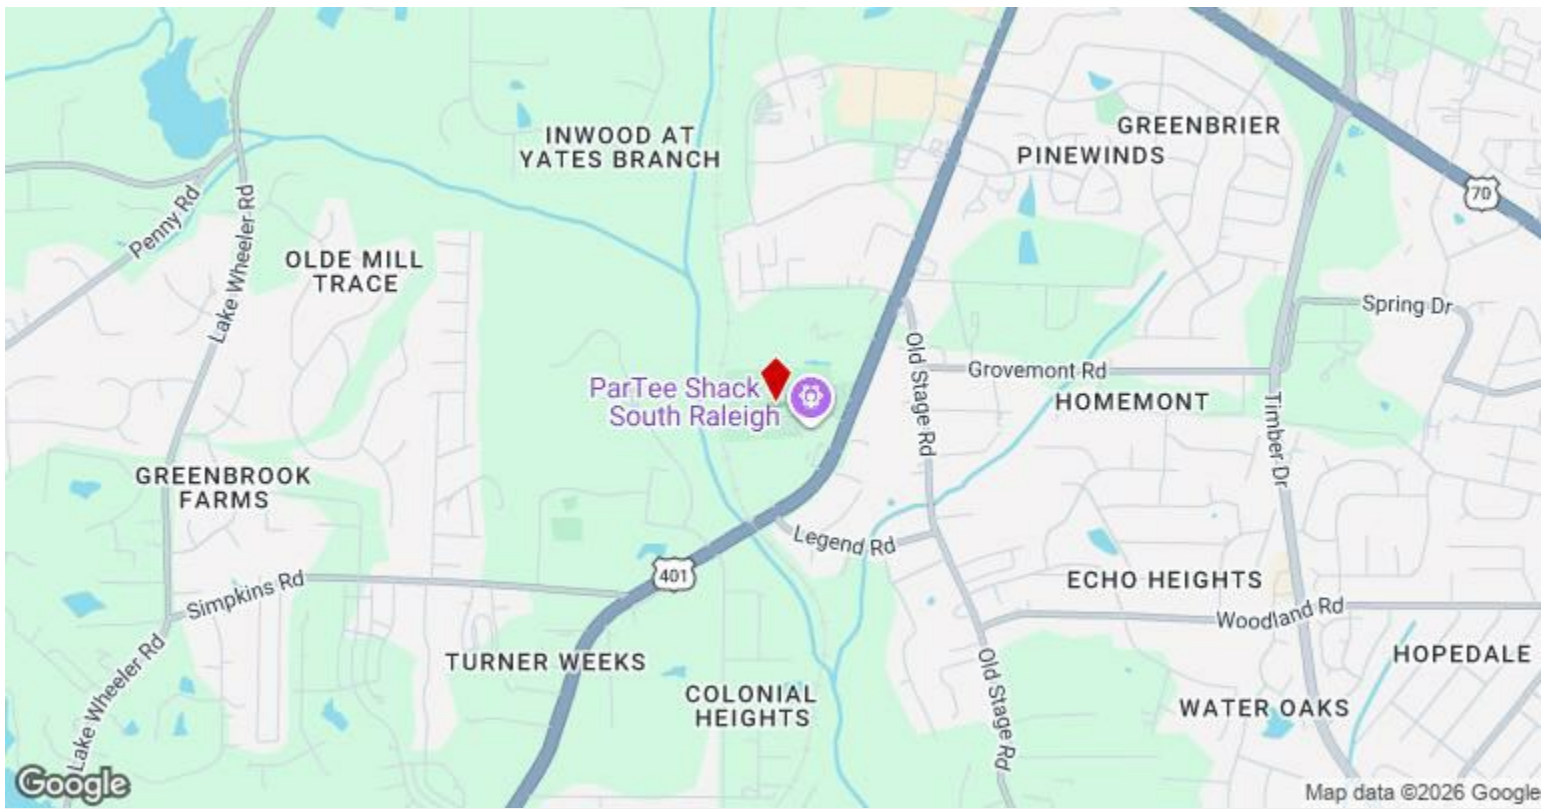 INWOOD AT
YATES BRANCH
GREENBRIER
PINEWINDS
70
Penny Rd
Lake Wheeler Rd
OLDE MILL
TRACE
Spring Dr
Old Stage Rd
Grovemont Rd
ParTee Shack
South Raleigh
HOMEMONT
Timber Dr
GREENBROOK
FARMS
Legend Rd
401
Simpkins Rd
ECHO HEIGHTS
Woodland Rd
Lake Wheeler Rd
TURNER WEEKS
Old Stage Rd
HOPEDALE
COLONIAL
HEIGHTS
WATER OAKS
Google
Map data ©2026 Google